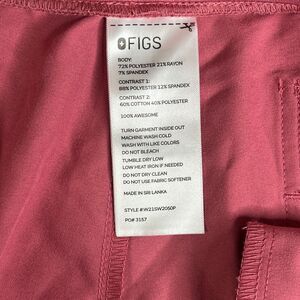 FIGS
BODY:
72% POLYESTER 21% RAYON
7% SPANDEX
CONTRAST 1:
88% POLYESTER 12% SPANDEX
CONTRAST 2:
60% COTTON 40% POLYESTER
100% AWESOME
TURN GARMENT INSIDE OUT
MACHINE WASH COLD
WASH WITH LIKE COLORS
DO NOT BLEACH
TUMBLE DRY LOW
LOW HEAT IRON IF NEEDED
DO NOT DRY CLEAN
DO NOT USE FABRIC SOFTENER
MADE IN SRI LANKA
STYLE #:W21SW2050P
PO# 3157